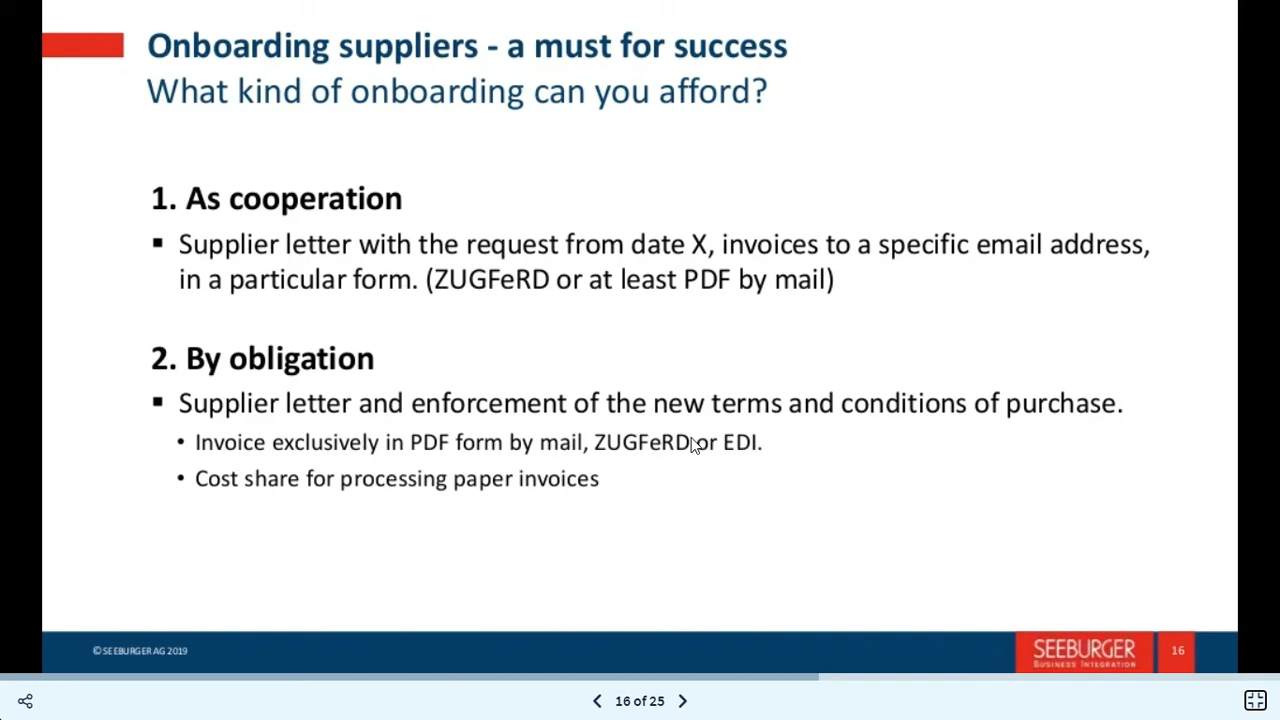 Onboarding suppliers - a must for success
What kind of onboarding can you afford?
1. As cooperation
▪ Supplier letter with the request from date X, invoices to a specific email address,
in a particular form. (ZUGFeRD or at least PDF by mail)
2. By obligation
▪ Supplier letter and enforcement of the new terms and conditions of purchase.
• Invoice exclusively in PDF form by mail, ZUGFeRD or EDI.
• Cost share for processing paper invoices
© SEEBURGER AG 2019
SEEBURGER
BUSINESS INTEGRATION
16
16 of 25